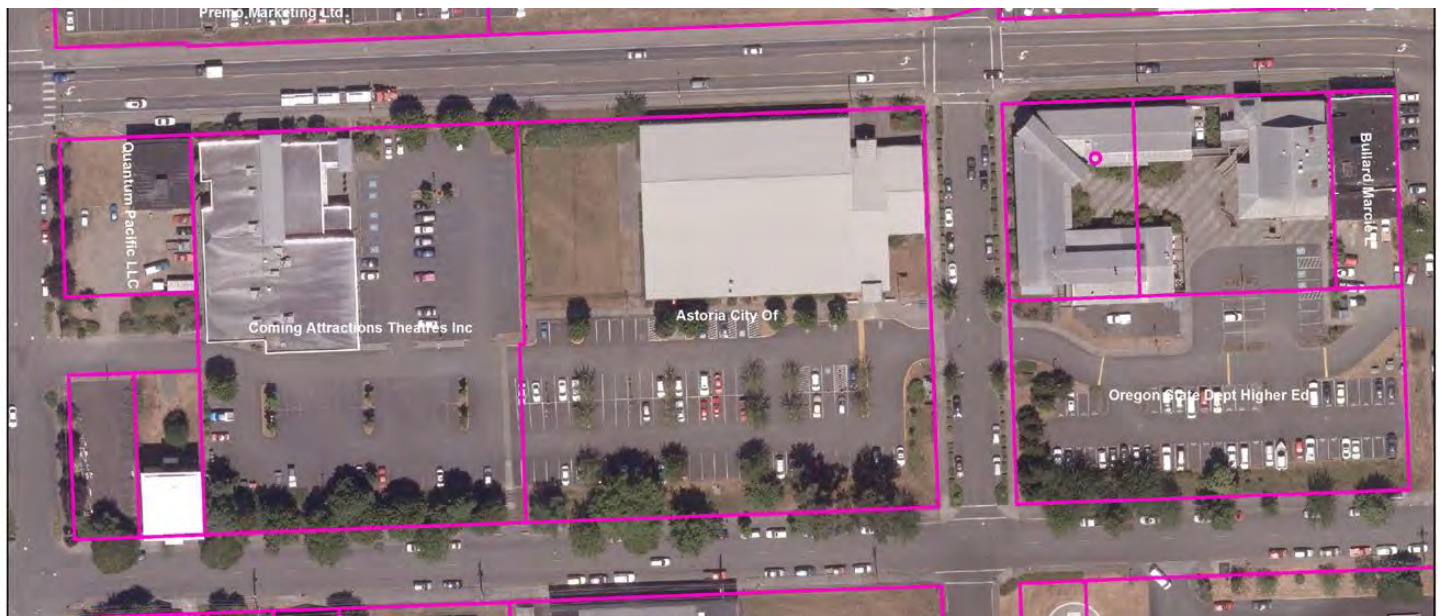 Premo Marketing Ltd
Quantum Pacific LLC
Bullard Marcie L
Coming Attractions Theatres Inc
Astoria City Of
Oregon State Dept Higher Ed